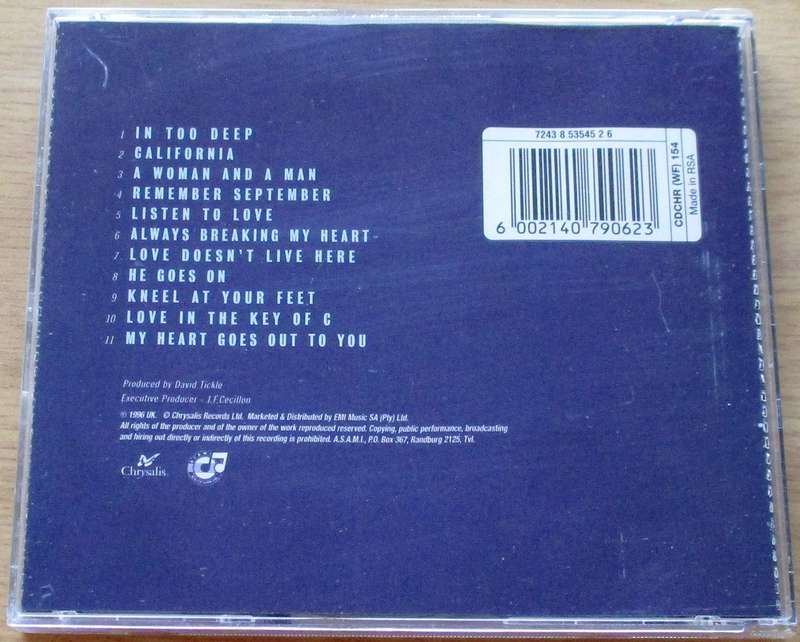 1 IN TOO DEEP
2 CALIFORNIA
3 A WOMAN AND A MAN
4 REMEMBER SEPTEMBER
5 LISTEN TO LOVE
6 ALWAYS BREAKING MY HEART
7 LOVE DOESN'T LIVE HERE
8 HE GOES ON
9 KNEEL AT YOUR FEET
10 LOVE IN THE KEY OF C
11 MY HEART GOES OUT TO YOU
7243 8 53545 2 6
6 002140 790623
CDCHR (WF) 154
Made in RSA
Produced by David Tickle
Executive Producer - J.F.Cecillon
℗ 1996 UK. © Chrysalis Records Ltd. Marketed & Distributed by EMI Music SA (Pty) Ltd.
All rights of the producer and of the owner of the work reproduced reserved. Copying, public performance, broadcasting
and hiring out directly or indirectly of this recording is prohibited. A.S.A.M.I., P.O. Box 367, Randburg 2125, Tvl.
Chrysalis